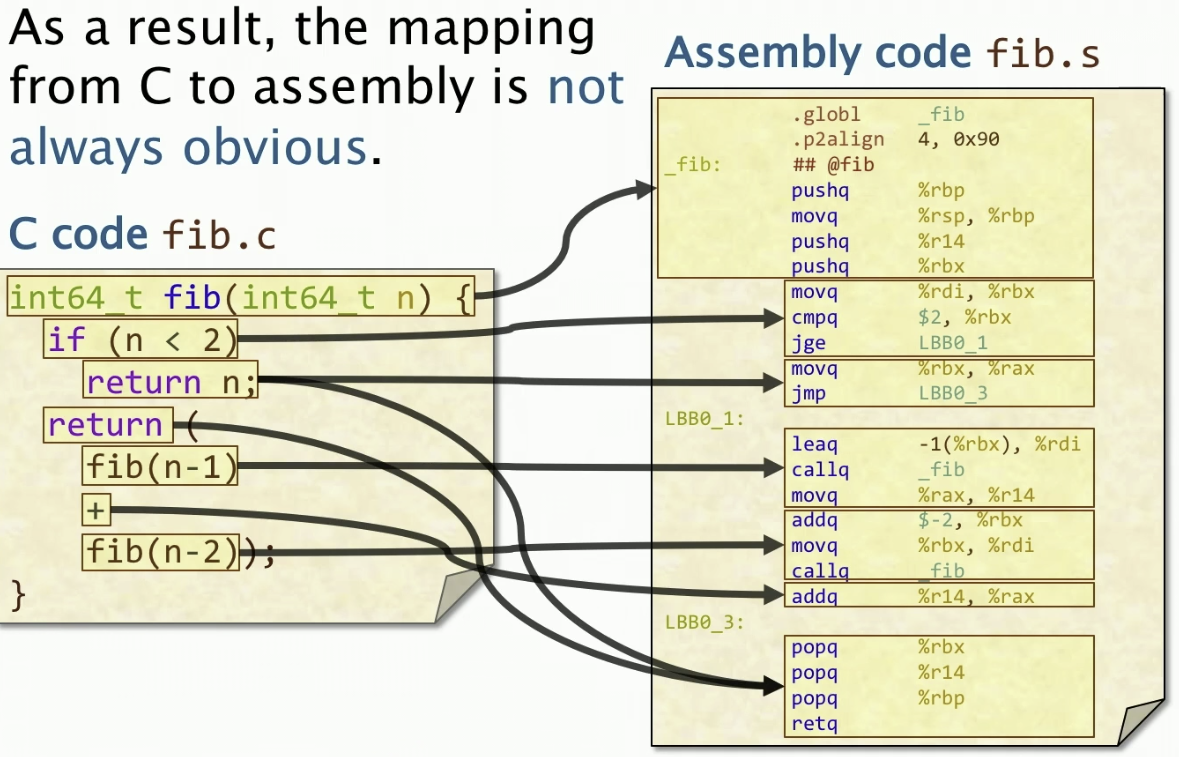 As a result, the mapping
from C to assembly is not
always obvious.
C code fib.c
int64_t fib(int64_t n) {
if (n < 2)
return n;
return (
fib(n-1)
+
fib(n-2));
}
Assembly code fib.s
.globl _fib
.p2align 4, 0x90
_fib: ## @fib
pushq %rbp
movq %rsp, %rbp
pushq %r14
pushq %rbx
movq %rdi, %rbx
cmpq $2, %rbx
jge LBB0_1
movq %rbx, %rax
jmp LBB0_3
LBB0_1:
leaq -1(%rbx), %rdi
callq _fib
movq %rax, %r14
addq $-2, %rbx
movq %rbx, %rdi
callq _fib
addq %r14, %rax
LBB0_3:
popq %rbx
popq %r14
popq %rbp
retq